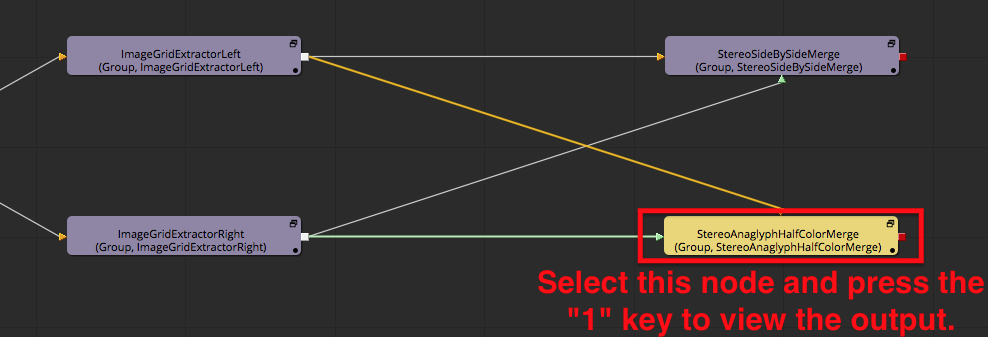 ImageGridExtractorLeft
(Group, ImageGridExtractorLeft)
StereoSideBySideMerge
(Group, StereoSideBySideMerge)
ImageGridExtractorRight
(Group, ImageGridExtractorRight)
StereoAnaglyphHalfColorMerge
(Group, StereoAnaglyphHalfColorMerge)
Select this node and press the
"1" key to view the output.